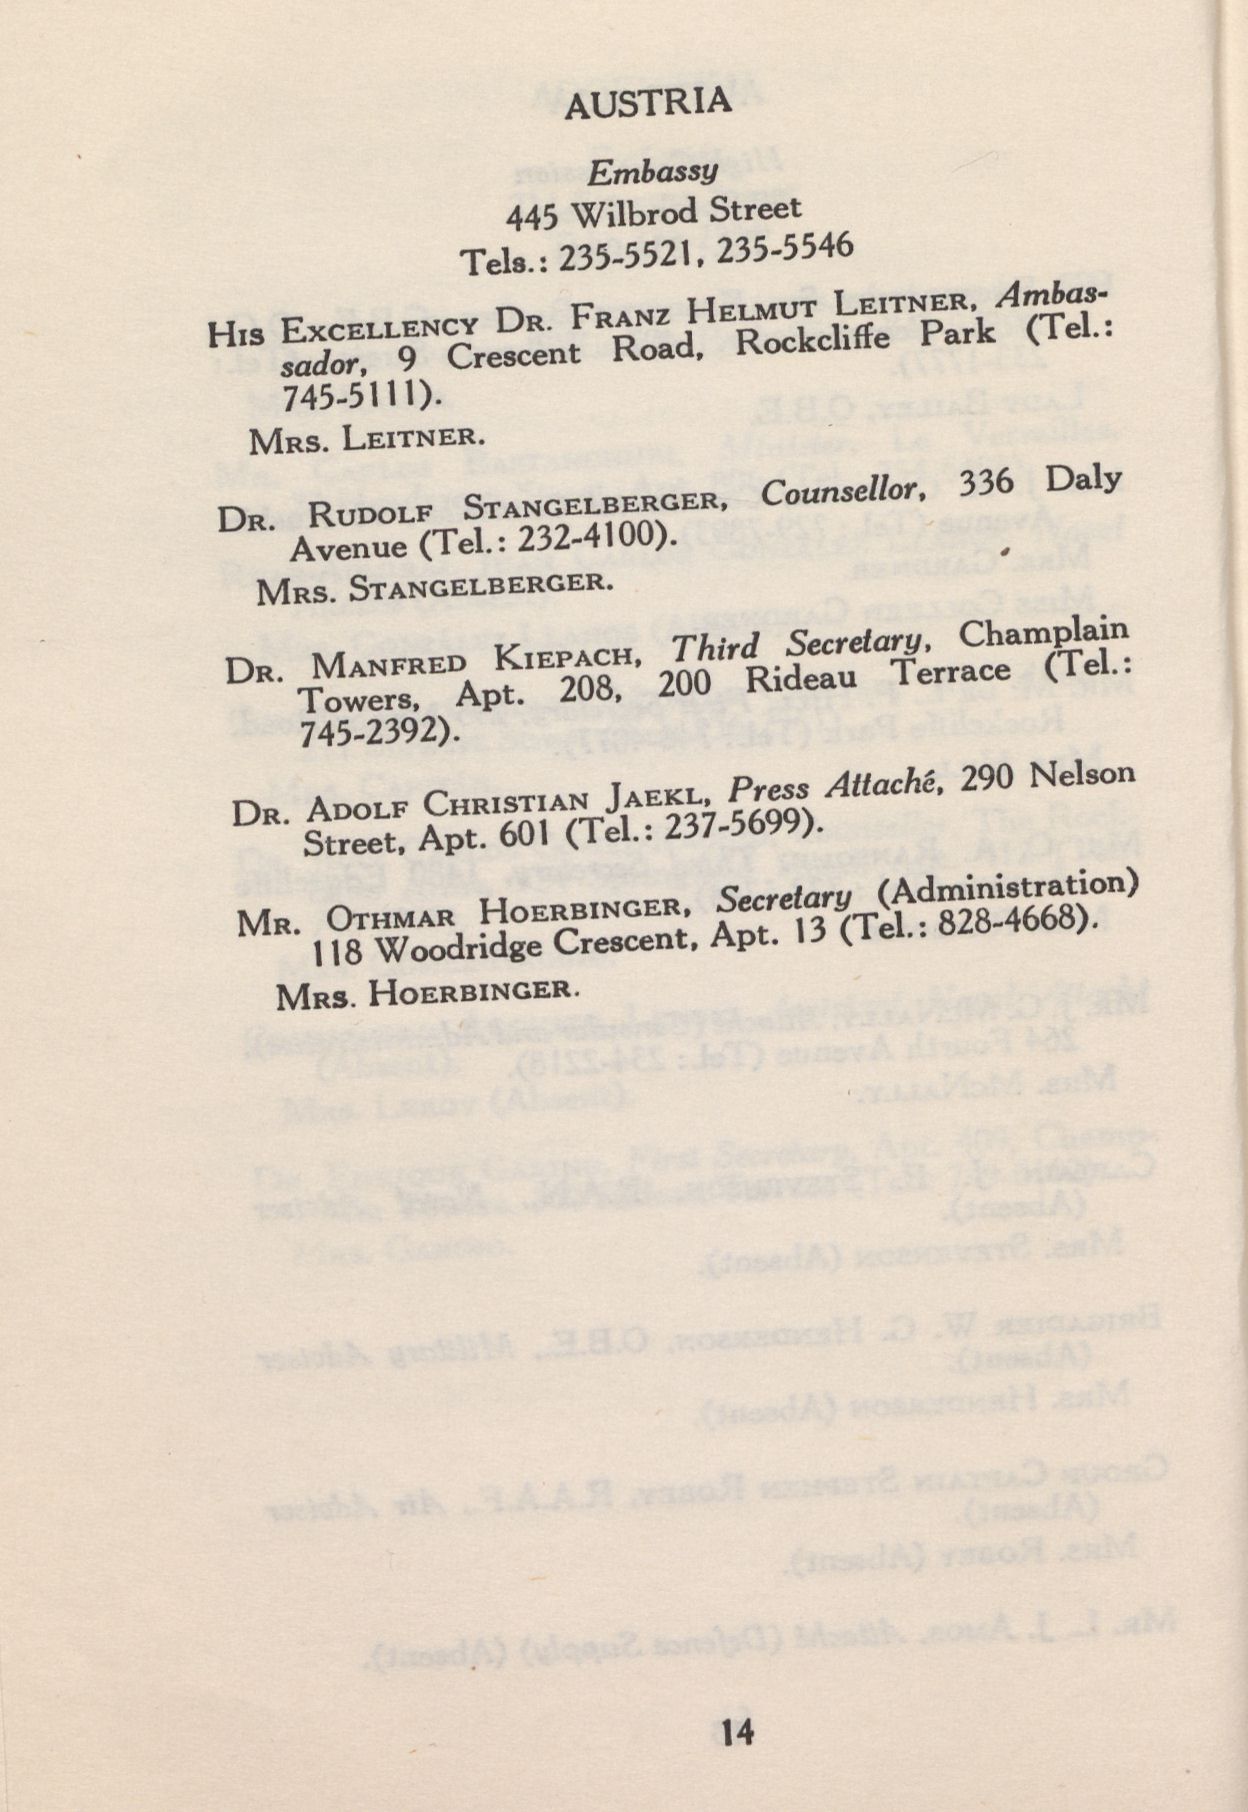 AUSTRIA
Embassy
445 Wilbrod Street
Tels.: 235-5521, 235-5546
HIS EXCELLENCY DR. FRANZ HELMUT LEITNER, Ambas-
sador, 9 Crescent Road, Rockcliffe Park (Tel.:
745-5111).
MRS. LEITNER.
DR. RUDOLF STANGELBERGER, Counsellor, 336 Daly
Avenue (Tel.: 232-4100).
MRS. STANGELBERGER.
DR. MANFRED KIEPACH, Third Secretary, Champlain
Towers, Apt. 208, 200 Rideau Terrace (Tel.:
745-2392).
DR. ADOLF CHRISTIAN JAEKL, Press Attaché, 290 Nelson
Street, Apt. 601 (Tel.: 237-5699).
MR. OTHMAR HOERBINGER, Secretary (Administration)
118 Woodridge Crescent, Apt. 13 (Tel.: 828-4668).
MRS. HOERBINGER.
14